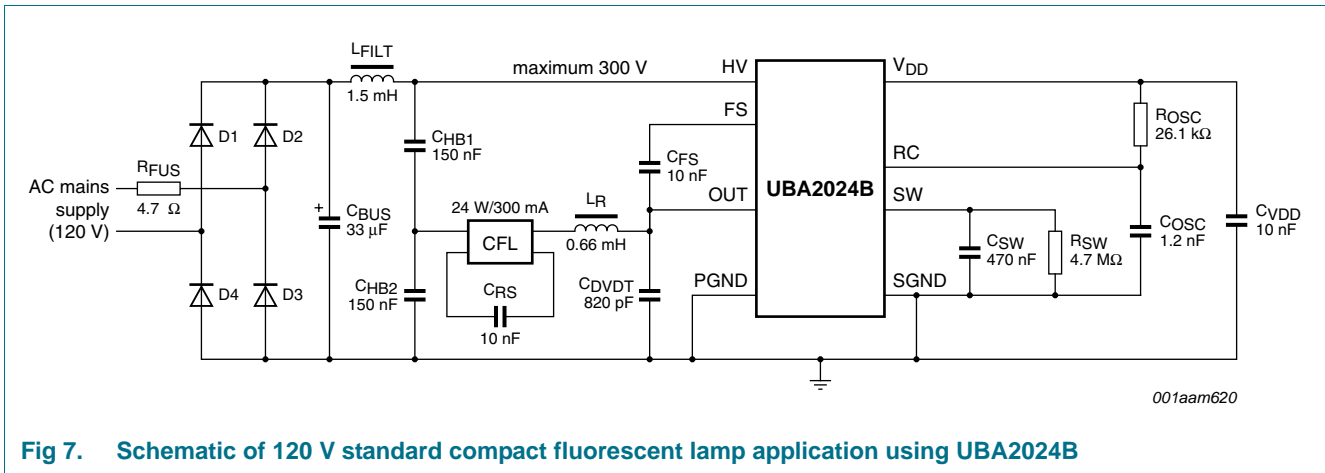 LFILT
1.5 mH
maximum 300 V
HV
VDD
FS
D1
D2
CHB1
150 nF
CFS
10 nF
UBA2024B
ROSC
26.1 kΩ
RC
RFUS
AC mains
supply
(120 V)
4.7 Ω
OUT
SW
+
CBUS
33 μF
24 W/300 mA
CFL
LR
0.66 mH
CSW
470 nF
RSW
4.7 MΩ
COSC
1.2 nF
CVDD
10 nF
D4
D3
CHB2
150 nF
CRS
10 nF
CDVDT
820 pF
PGND
SGND
001aam620
Fig 7. Schematic of 120 V standard compact fluorescent lamp application using UBA2024B